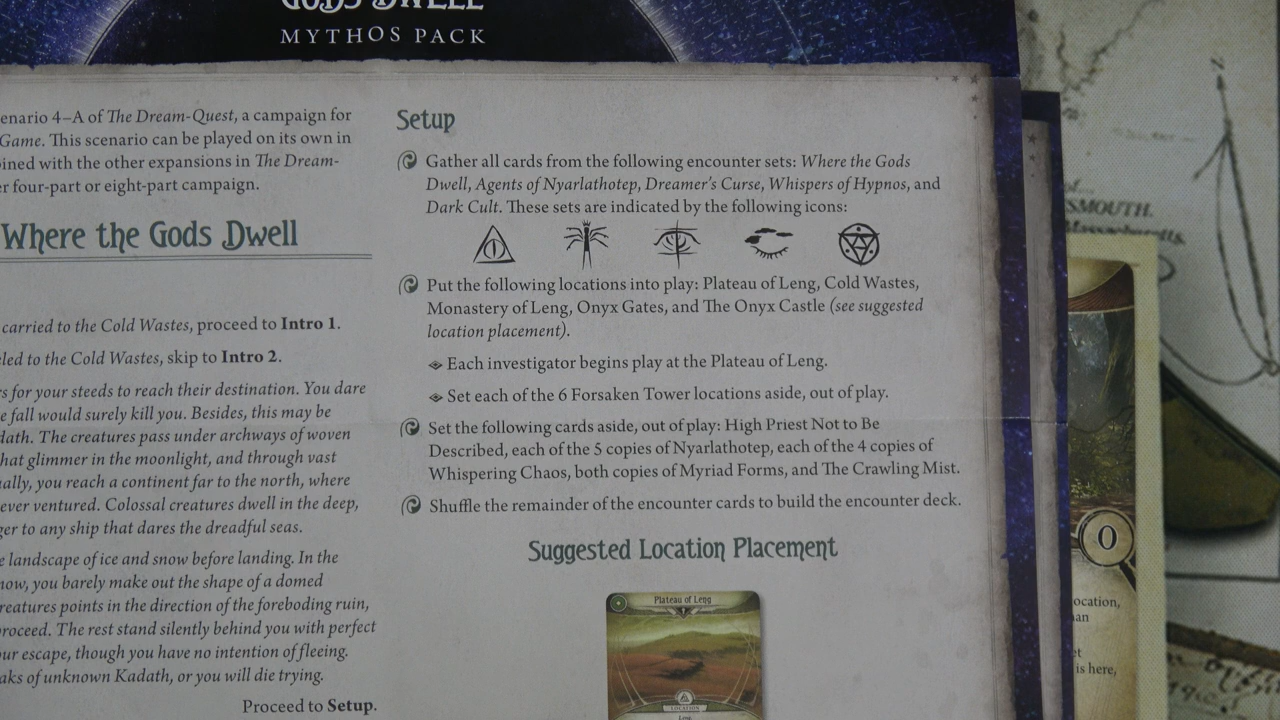 GODS DWELL
MYTHOS PACK
enario 4–A of The Dream-Quest, a campaign for
Game. This scenario can be played on its own in
ined with the other expansions in The Dream-
er four-part or eight-part campaign.
Where the Gods Dwell
carried to the Cold Wastes, proceed to Intro 1.
led to the Cold Wastes, skip to Intro 2.
rs for your steeds to reach their destination. You dare
e fall would surely kill you. Besides, this may be
dath. The creatures pass under archways of woven
hat glimmer in the moonlight, and through vast
ually, you reach a continent far to the north, where
ever ventured. Colossal creatures dwell in the deep,
ger to any ship that dares the dreadful seas.
e landscape of ice and snow before landing. In the
now, you barely make out the shape of a domed
reatures points in the direction of the foreboding ruin,
proceed. The rest stand silently behind you with perfect
our escape, though you have no intention of fleeing.
aks of unknown Kadath, or you will die trying.
Proceed to Setup.
Setup
Gather all cards from the following encounter sets: Where the Gods
Dwell, Agents of Nyarlathotep, Dreamer's Curse, Whispers of Hypnos, and
Dark Cult. These sets are indicated by the following icons:
Put the following locations into play: Plateau of Leng, Cold Wastes,
Monastery of Leng, Onyx Gates, and The Onyx Castle (see suggested
location placement).
Each investigator begins play at the Plateau of Leng.
Set each of the 6 Forsaken Tower locations aside, out of play.
Set the following cards aside, out of play: High Priest Not to Be
Described, each of the 5 copies of Nyarlathotep, each of the 4 copies of
Whispering Chaos, both copies of Myriad Forms, and The Crawling Mist.
Shuffle the remainder of the encounter cards to build the encounter deck.
Suggested Location Placement
Plateau of Leng
LOCATION
Leng.
SMOUTH.
Massachusetts.
0
ocation,
an
et
is here,